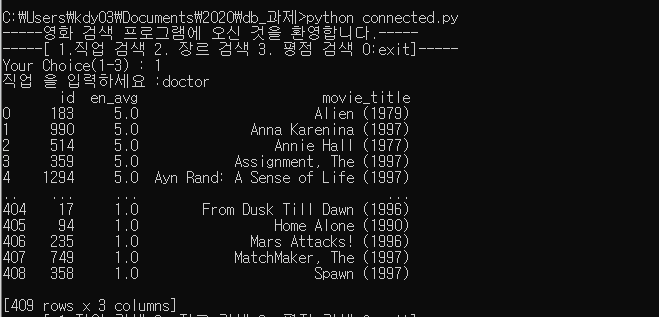 C:\Users\kdy03\Documents\2020\db_과제>python connected.py
-----영화 검색 프로그램에 오신 것을 환영합니다.-----
-----[ 1.직업 검색 2. 장르 검색 3. 평점 검색 0:exit]-----
Your Choice(1-3) : 1
직업 을 입력하세요 :doctor
id en_avg movie_title
0 183 5.0 Alien (1979)
1 990 5.0 Anna Karenina (1997)
2 514 5.0 Annie Hall (1977)
3 359 5.0 Assignment, The (1997)
4 1294 5.0 Ayn Rand: A Sense of Life (1997)
.. ... ... ...
404 17 1.0 From Dusk Till Dawn (1996)
405 94 1.0 Home Alone (1990)
406 235 1.0 Mars Attacks! (1996)
407 749 1.0 MatchMaker, The (1997)
408 358 1.0 Spawn (1997)
[409 rows x 3 columns]